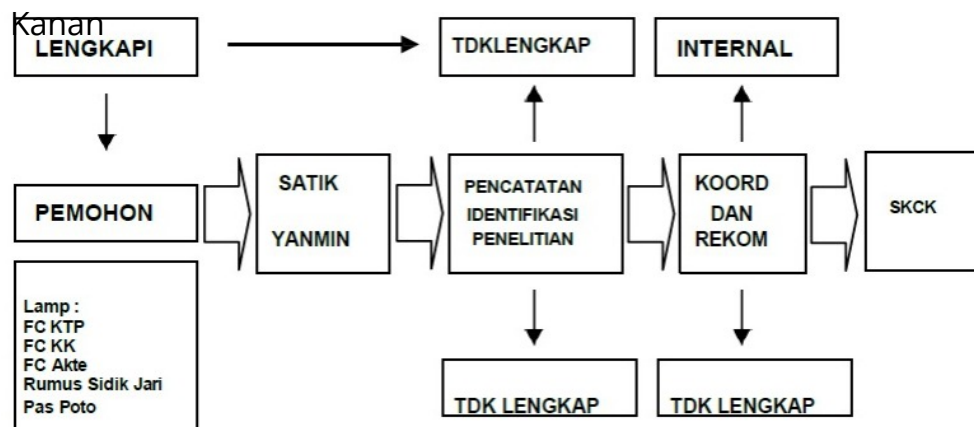 Kanan
LENGKAPI
TDKLENGKAP
INTERNAL
PEMOHON
SATIK
YANMIN
PENCATATAN
IDENTIFIKASI
PENELITIAN
KOORD
DAN
REKOM
SKCK
Lamp :
FC KTP
FC KK
FC Akte
Rumus Sidik Jari
Pas Poto
TDK LENGKAP
TDK LENGKAP